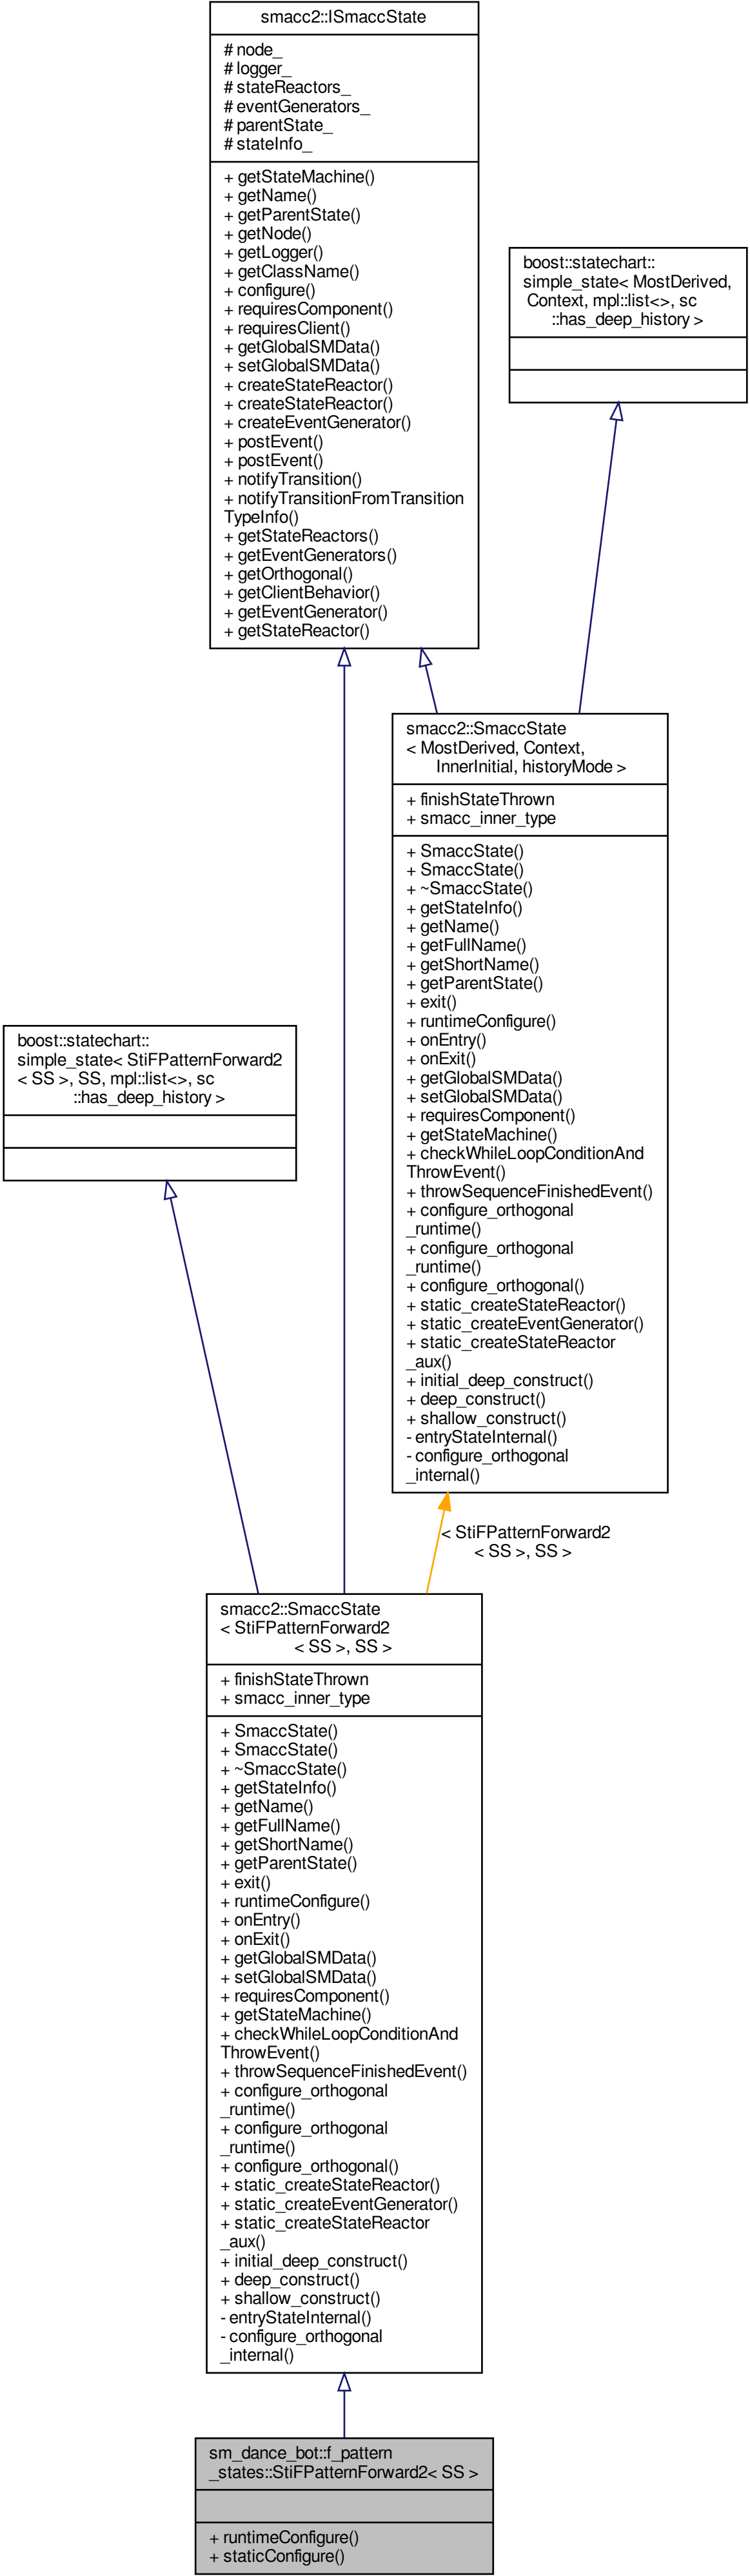 smacc2::ISmaccState
# node_
# logger_
# stateReactors_
# eventGenerators_
# parentState_
# stateInfo_
+ getStateMachine()
+ getName()
+ getParentState()
+ getNode()
+ getLogger()
+ getClassName()
+ configure()
+ requiresComponent()
+ requiresClient()
+ getGlobalSMData()
+ setGlobalSMData()
+ createStateReactor()
+ createStateReactor()
+ createEventGenerator()
+ postEvent()
+ postEvent()
+ notifyTransition()
+ notifyTransitionFromTransition
TypeInfo()
+ getStateReactors()
+ getEventGenerators()
+ getOrthogonal()
+ getClientBehavior()
+ getEventGenerator()
+ getStateReactor()
boost::statechart::
simple_state< MostDerived,
Context, mpl::list<>, sc
::has_deep_history >
smacc2::SmaccState
< MostDerived, Context,
InnerInitial, historyMode >
+ finishStateThrown
+ smacc_inner_type
+ SmaccState()
+ SmaccState()
+ ~SmaccState()
+ getStateInfo()
+ getName()
+ getFullName()
+ getShortName()
+ getParentState()
+ exit()
+ runtimeConfigure()
+ onEntry()
+ onExit()
+ getGlobalSMData()
+ setGlobalSMData()
+ requiresComponent()
+ getStateMachine()
+ checkWhileLoopConditionAnd
ThrowEvent()
+ throwSequenceFinishedEvent()
+ configure_orthogonal
_runtime()
+ configure_orthogonal
_runtime()
+ configure_orthogonal()
+ static_createStateReactor()
+ static_createEventGenerator()
+ static_createStateReactor
_aux()
+ initial_deep_construct()
+ deep_construct()
+ shallow_construct()
- entryStateInternal()
- configure_orthogonal
_internal()
boost::statechart::
simple_state< StiFPatternForward2
< SS >, SS, mpl::list<>, sc
::has_deep_history >
< StiFPatternForward2
< SS >, SS >
smacc2::SmaccState
< StiFPatternForward2
< SS >, SS >
+ finishStateThrown
+ smacc_inner_type
+ SmaccState()
+ SmaccState()
+ ~SmaccState()
+ getStateInfo()
+ getName()
+ getFullName()
+ getShortName()
+ getParentState()
+ exit()
+ runtimeConfigure()
+ onEntry()
+ onExit()
+ getGlobalSMData()
+ setGlobalSMData()
+ requiresComponent()
+ getStateMachine()
+ checkWhileLoopConditionAnd
ThrowEvent()
+ throwSequenceFinishedEvent()
+ configure_orthogonal
_runtime()
+ configure_orthogonal
_runtime()
+ configure_orthogonal()
+ static_createStateReactor()
+ static_createEventGenerator()
+ static_createStateReactor
_aux()
+ initial_deep_construct()
+ deep_construct()
+ shallow_construct()
- entryStateInternal()
- configure_orthogonal
_internal()
sm_dance_bot::f_pattern
_states::StiFPatternForward2< SS >
+ runtimeConfigure()
+ staticConfigure()